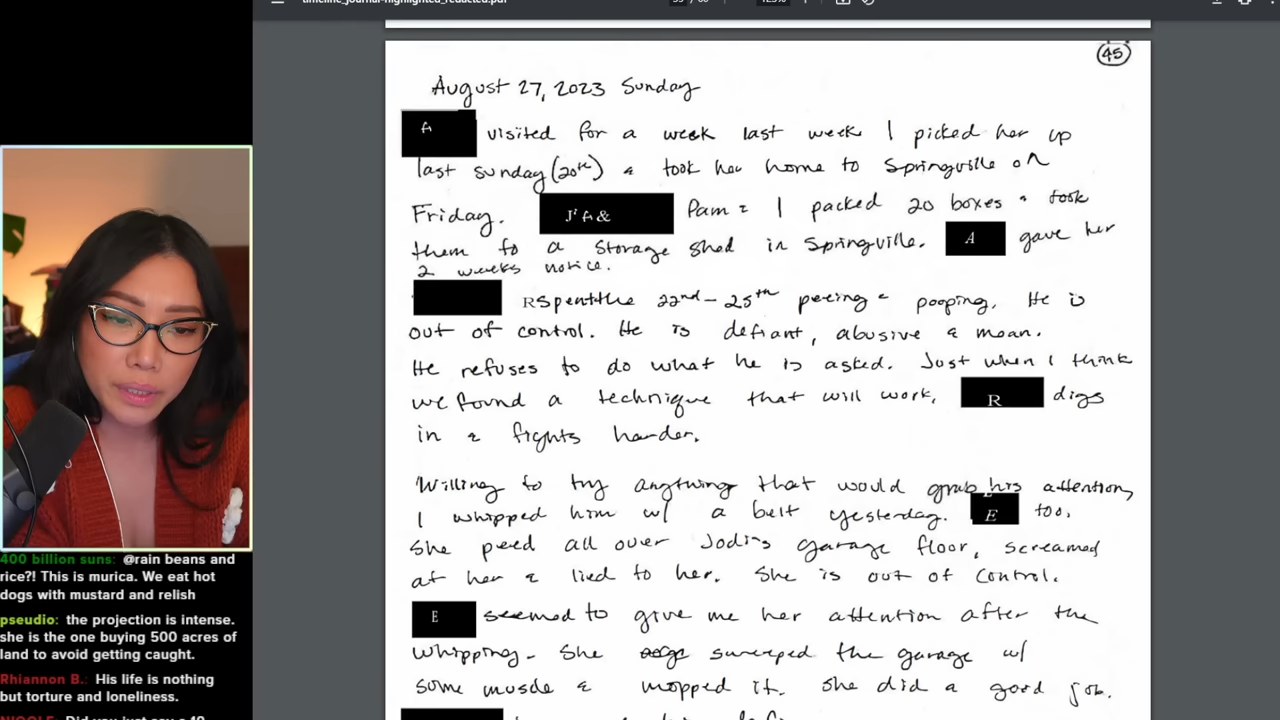 timeline_journal-highlighted_redacted.pdf
45
August 27, 2023 Sunday
A visited for a week last week I picked her up
last Sunday (20th) & took her home to Springville on
Friday. J, A & Pam & I packed 20 boxes & took
them to a storage shed in Springville. A gave her
2 weeks notice.
R spent the 22nd - 25th peeing & pooping. He is
out of control. He is defiant, abusive & mean.
He refuses to do what he is asked. Just when I think
we found a technique that will work, R digs
in & fights harder.
Willing to try anything that would grab his attention,
I whipped him w/ a belt yesterday. E too.
She peed all over Jodi's garage floor, screamed
at her & lied to her. She is out of control.
E seemed to give me her attention after the
whipping. She sweeped the garage w/
some muscle & mopped it. She did a good job.
400 billion suns: @rain beans and
rice?! This is murica. We eat hot
dogs with mustard and relish
pseudio: the projection is intense.
she is the one buying 500 acres of
land to avoid getting caught.
Rhiannon B.: His life is nothing
but torture and loneliness.